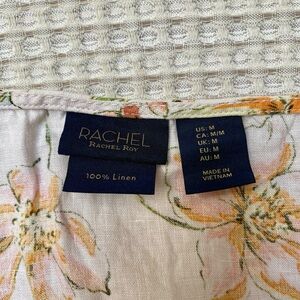 RACHEL
RACHEL ROY
100% Linen
US: M
CA: M/M
UK: M
EU: M
AU: M
MADE IN
VIETNAM